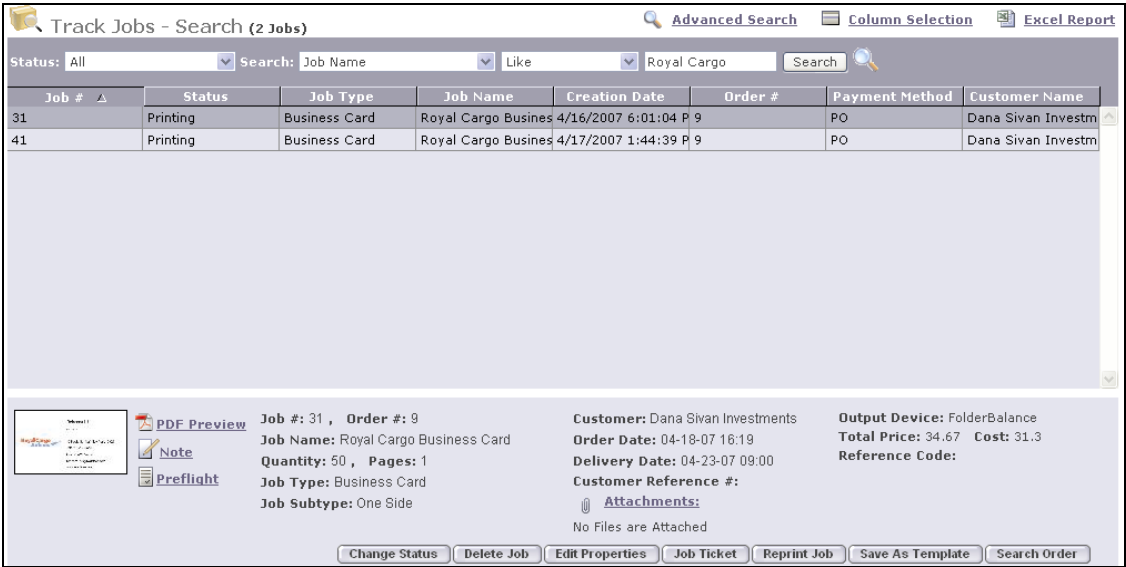 Track Jobs - Search (2 Jobs) Advanced Search Column Selection Excel Report
Status: All Search: Job Name Like Royal Cargo Search
Job # Status Job Type Job Name Creation Date Order # Payment Method Customer Name
31 Printing Business Card Royal Cargo Busines 4/16/2007 6:01:04 P 9 PO Dana Sivan Investm
41 Printing Business Card Royal Cargo Busines 4/17/2007 1:44:39 P 9 PO Dana Sivan Investm
PDF Preview
Note
Preflight
Job #: 31 , Order #: 9
Job Name: Royal Cargo Business Card
Quantity: 50 , Pages: 1
Job Type: Business Card
Job Subtype: One Side
Customer: Dana Sivan Investments
Order Date: 04-18-07 16:19
Delivery Date: 04-23-07 09:00
Customer Reference #:
Attachments:
No Files are Attached
Output Device: FolderBalance
Total Price: 34.67 Cost: 31.3
Reference Code:
Change Status Delete Job Edit Properties Job Ticket Reprint Job Save As Template Search Order